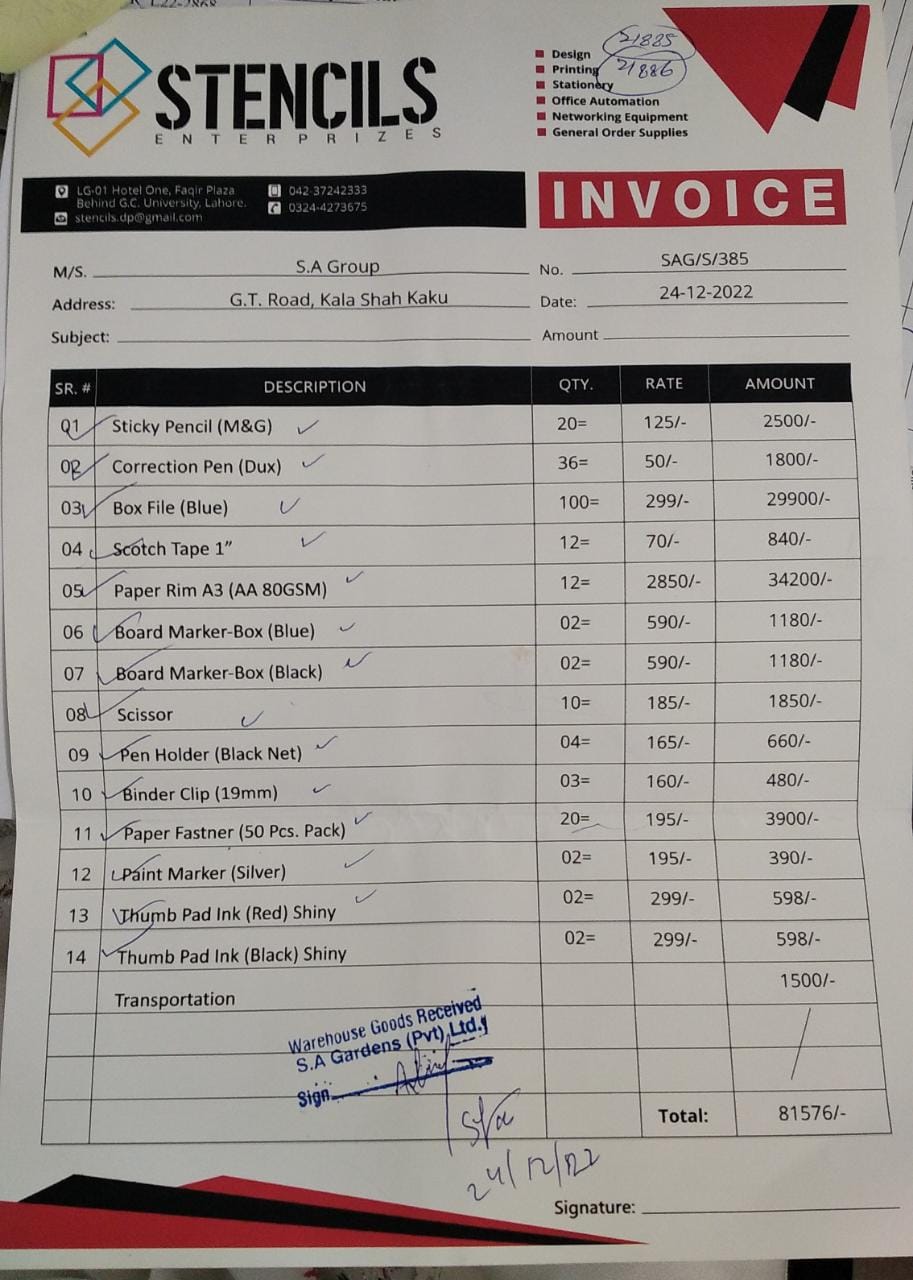 21885
21886
STENCILS
ENTERPRIZES
Design
Printing
Stationery
Office Automation
Networking Equipment
General Order Supplies
LG-01 Hotel One, Faqir Plaza
Behind G.C. University, Lahore.
stencils.dp@gmail.com
042-37242333
0324-4273675
INVOICE
M/S. S.A Group No. SAG/S/385
Address: G.T. Road, Kala Shah Kaku Date: 24-12-2022
Subject: Amount
SR. # DESCRIPTION QTY. RATE AMOUNT
01 Sticky Pencil (M&G) 20= 125/- 2500/-
02 Correction Pen (Dux) 36= 50/- 1800/-
03 Box File (Blue) 100= 299/- 29900/-
04 Scotch Tape 1” 12= 70/- 840/-
05 Paper Rim A3 (AA 80GSM) 12= 2850/- 34200/-
06 Board Marker-Box (Blue) 02= 590/- 1180/-
07 Board Marker-Box (Black) 02= 590/- 1180/-
08 Scissor 10= 185/- 1850/-
09 Pen Holder (Black Net) 04= 165/- 660/-
10 Binder Clip (19mm) 03= 160/- 480/-
11 Paper Fastner (50 Pcs. Pack) 20= 195/- 3900/-
12 Paint Marker (Silver) 02= 195/- 390/-
13 Thumb Pad Ink (Red) Shiny 02= 299/- 598/-
14 Thumb Pad Ink (Black) Shiny 02= 299/- 598/-
Transportation 1500/-
Warehouse Goods Received
S.A Gardens (Pvt) Ltd.
Sign
Total: 81576/-
24/12/22
Signature: